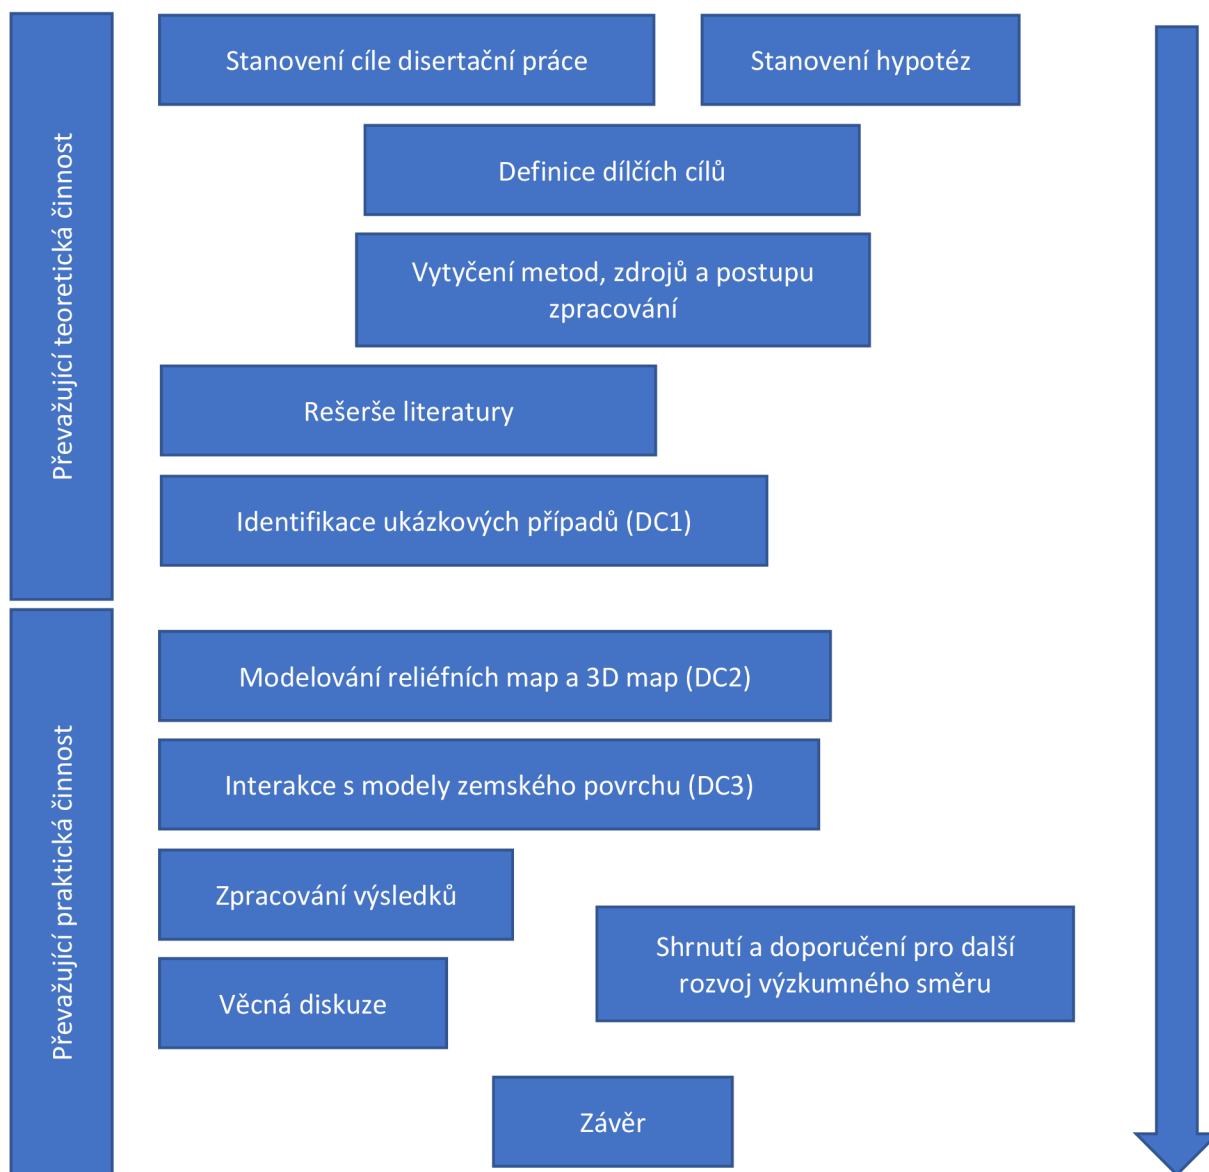 Převažující teoretická činnost
Stanovení cíle disertační práce
Stanovení hypotéz
Definice dílčích cílů
Vytyčení metod, zdrojů a postupu
zpracování
Rešerše literatury
Identifikace ukázkových případů (DC1)
Převažující praktická činnost
Modelování reliéfních map a 3D map (DC2)
Interakce s modely zemského povrchu (DC3)
Zpracování výsledků
Shrnutí a doporučení pro další
rozvoj výzkumného směru
Věcná diskuze
Závěr